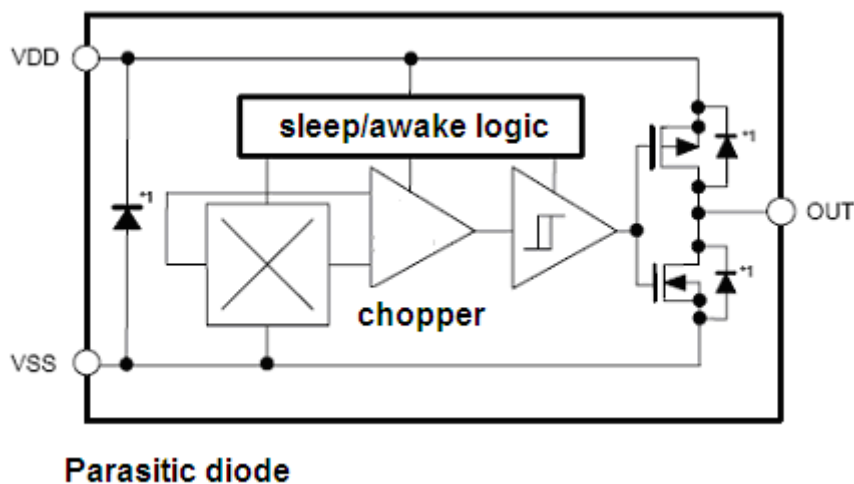 VDD
sleep/awake logic
*1
*1
*1
OUT
chopper
VSS
Parasitic diode